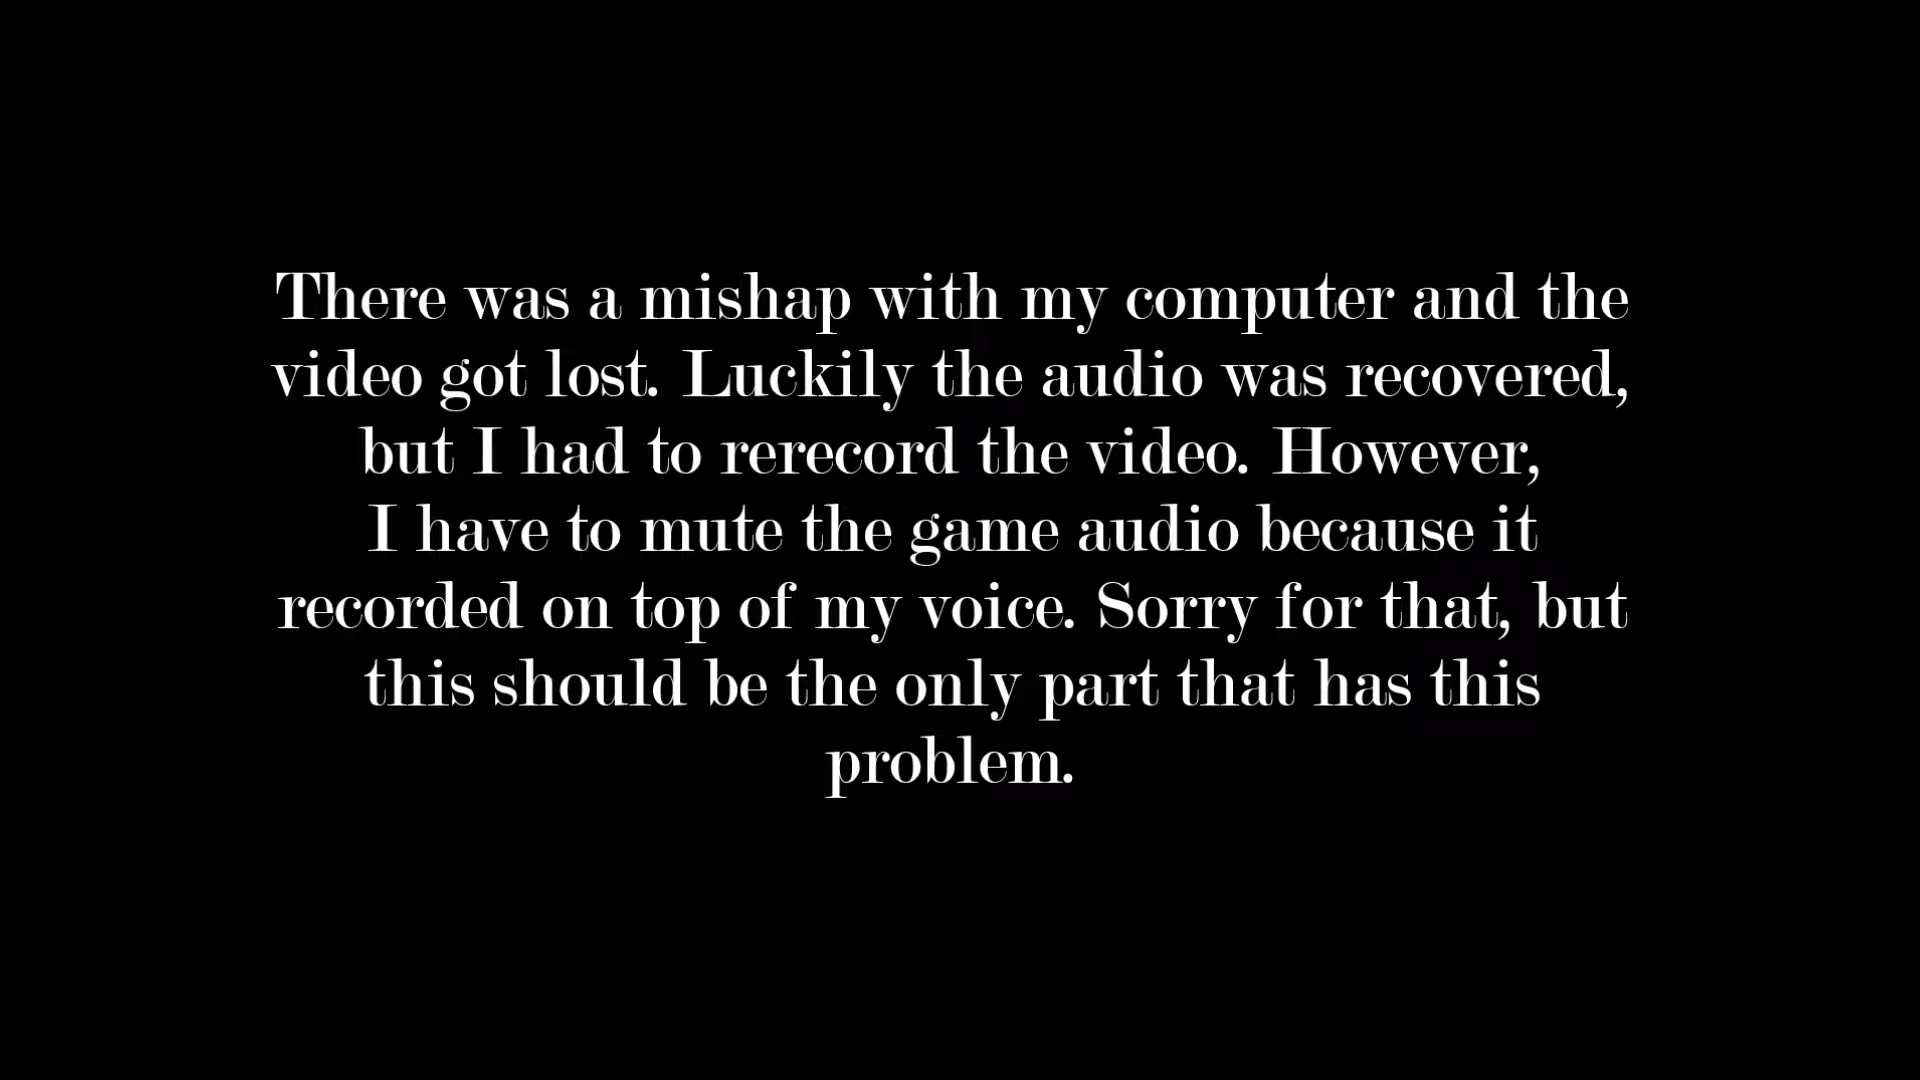 There was a mishap with my computer and the
video got lost. Luckily the audio was recovered,
but I had to rerecord the video. However,
I have to mute the game audio because it
recorded on top of my voice. Sorry for that, but
this should be the only part that has this
problem.